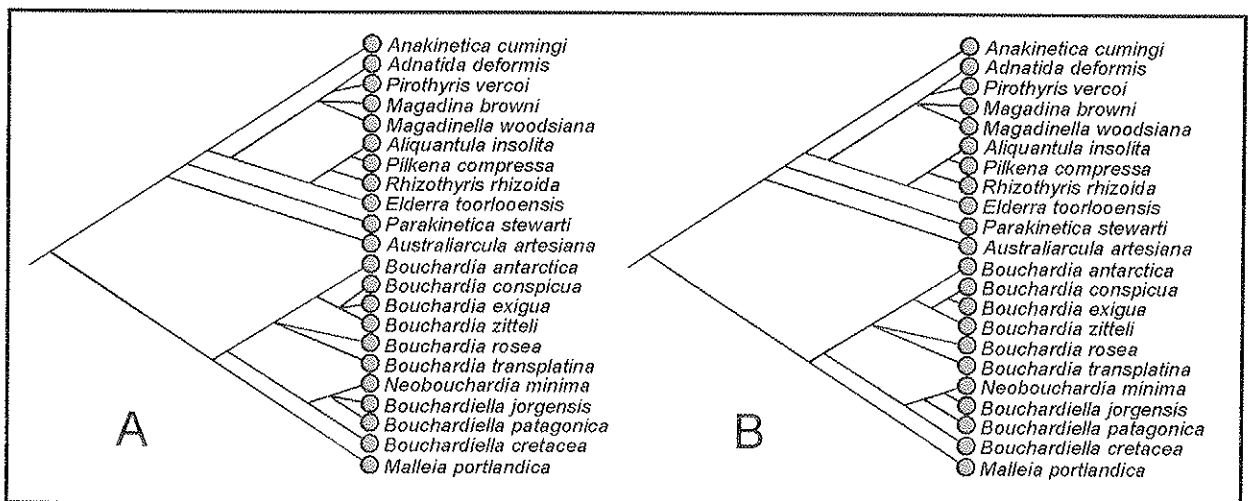 Anakinetica cumingi
Adnatida deformis
Pirothyris vercoi
Magadina browni
Magadinella woodsiana
Aliquantula insolita
Pilkena compressa
Rhizothyris rhizoida
Elderra toorlooensis
Parakinetica stewarti
Australiarcula artesiana
Bouchardia antarctica
Bouchardia conspicua
Bouchardia exigua
Bouchardia zitteli
Bouchardia rosea
Bouchardia transplatina
Neobouchardia minima
Bouchardiella jorgensis
Bouchardiella patagonica
Bouchardiella cretacea
Malleia portlandica
A
Anakinetica cumingi
Adnatida deformis
Pirothyris vercoi
Magadina browni
Magadinella woodsiana
Aliquantula insolita
Pilkena compressa
Rhizothyris rhizoida
Elderra toorlooensis
Parakinetica stewarti
Australiarcula artesiana
Bouchardia antarctica
Bouchardia conspicua
Bouchardia exigua
Bouchardia zitteli
Bouchardia rosea
Bouchardia transplatina
Neobouchardia minima
Bouchardiella jorgensis
Bouchardiella patagonica
Bouchardiella cretacea
Malleia portlandica
B